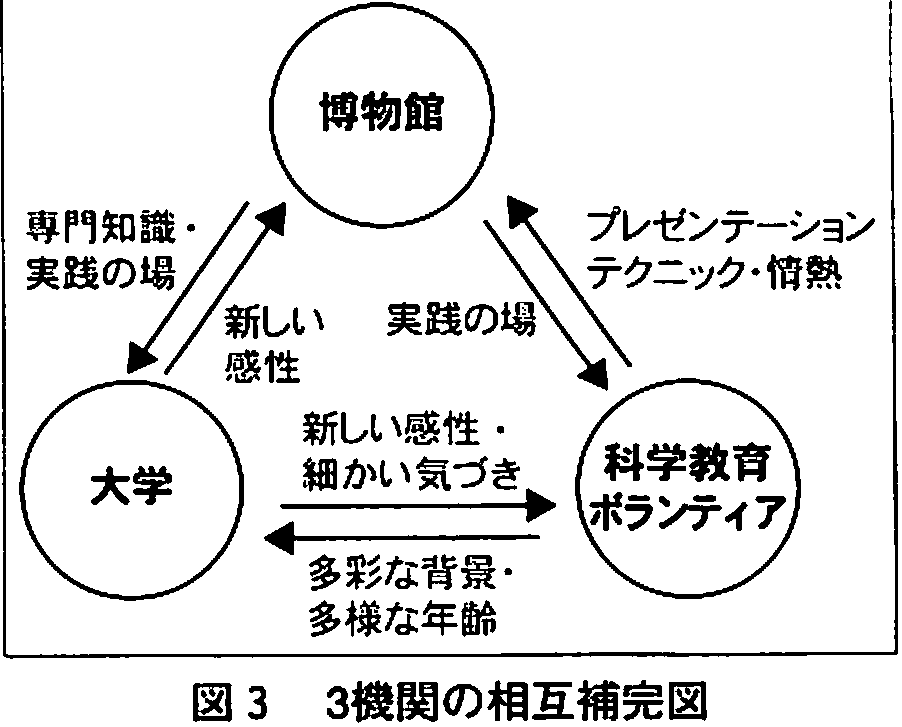 博物館
専門知識・
実践の場
新しい
感性
実践の場
プレゼンテーション
テクニック・情熱
大学
新しい感性・
細かい気づき
科学教育
ボランティア
多彩な背景・
多様な年齢
図3 3機関の相互補完図